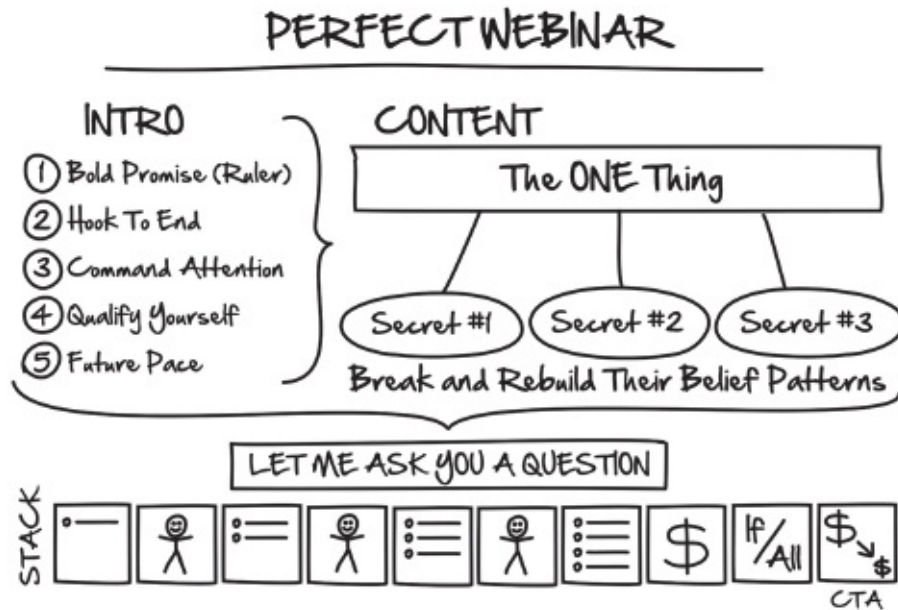 PERFECT WEBINAR
INTRO
1 Bold Promise (Ruler)
2 Hook To End
3 Command Attention
4 Qualify Yourself
5 Future Pace
CONTENT
The ONE Thing
Secret #1
Secret #2
Secret #3
Break and Rebuild Their Belief Patterns
LET ME ASK YOU A QUESTION
STACK
$
If/All
$ $
CTA